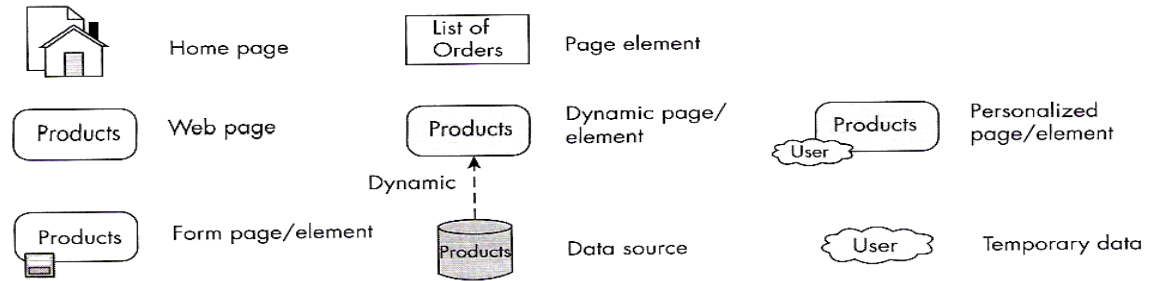 Home page
List of
Orders
Page element
Products
Web page
Products
Dynamic page/
element
Products
User
Personalized
page/element
Dynamic
Products
Form page/element
Products
Data source
User
Temporary data